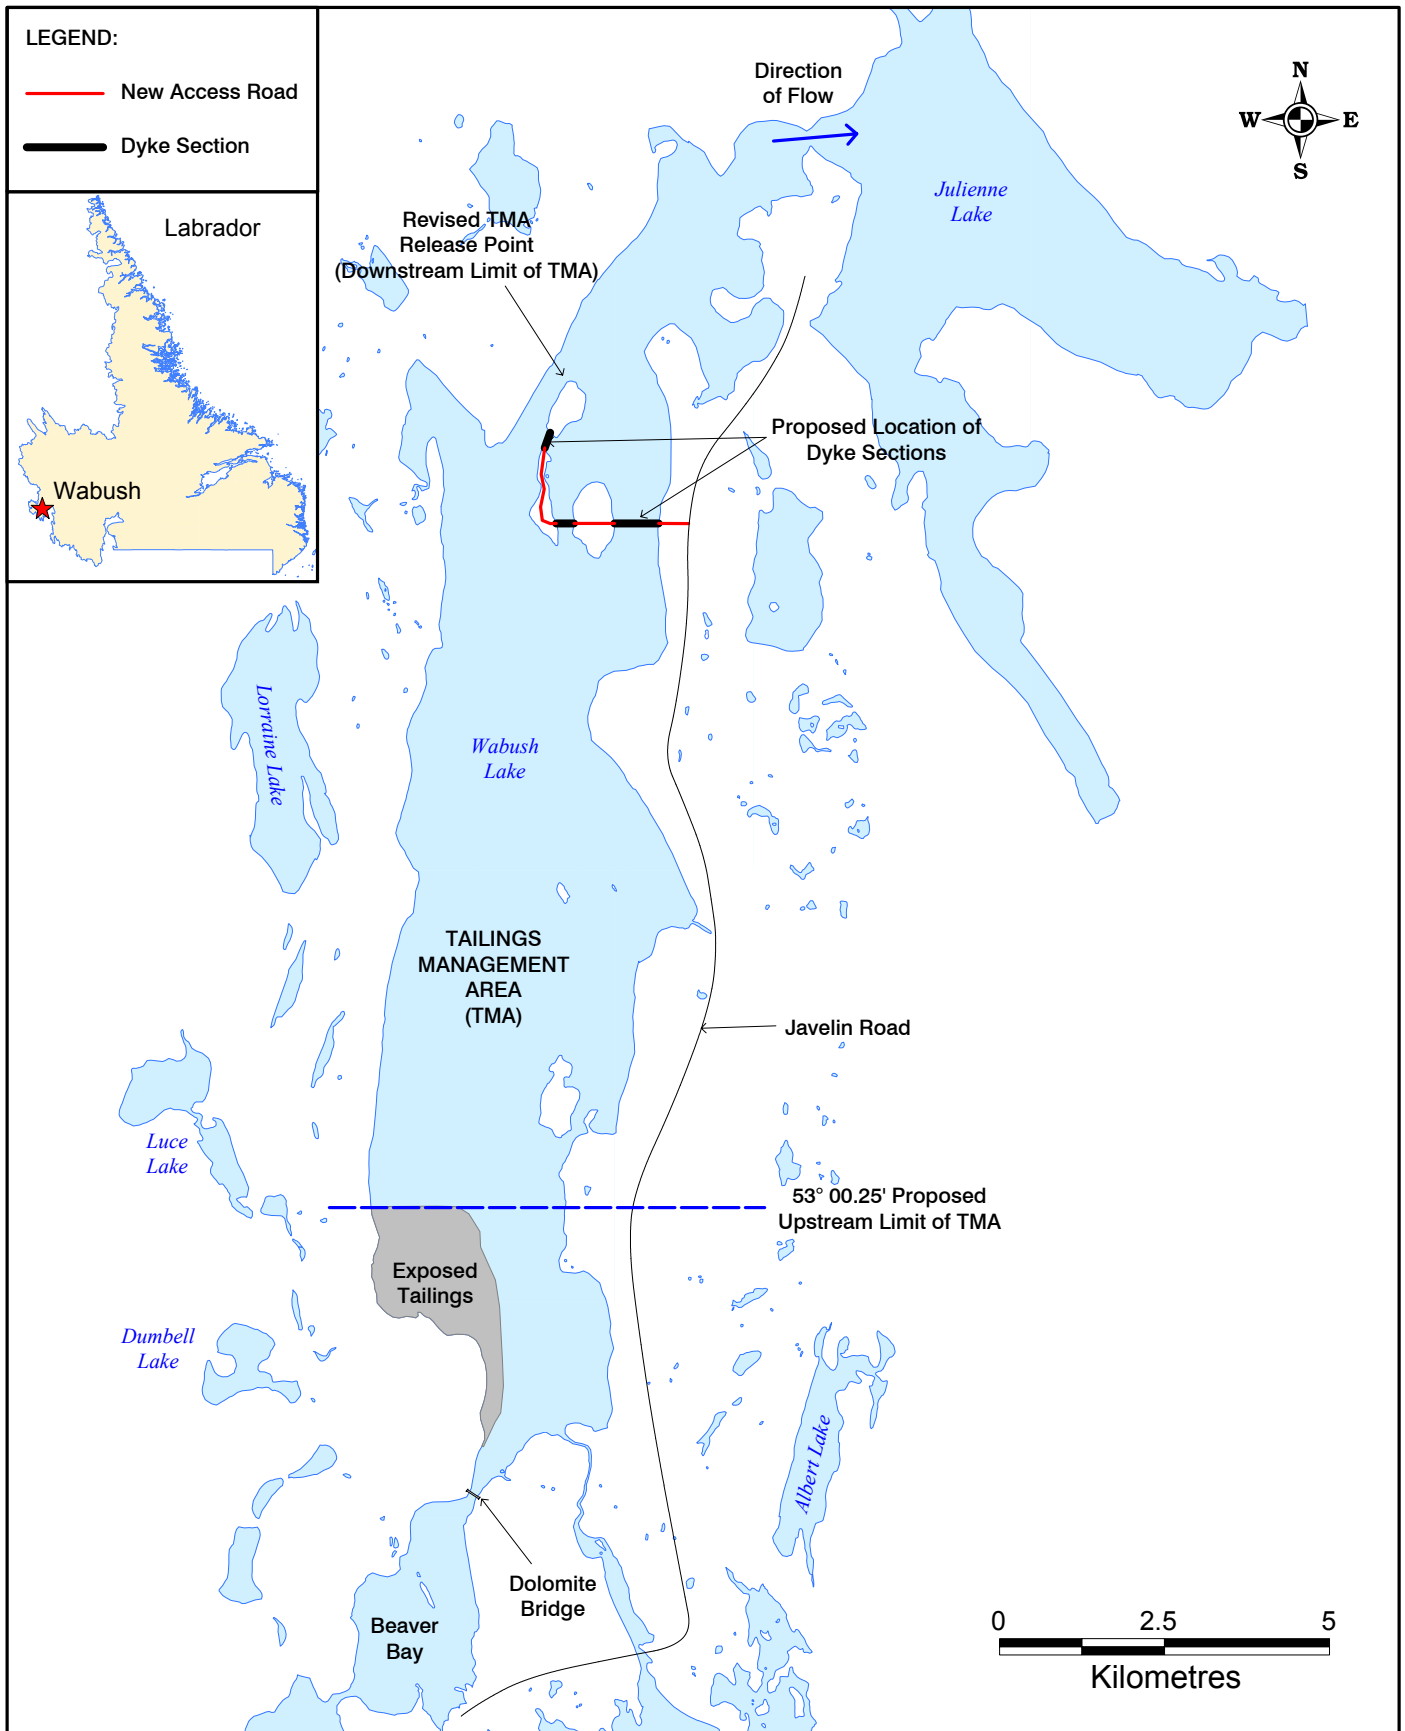 LEGEND:
New Access Road
Dyke Section
Labrador
Wabush
Direction
of Flow
N
W
E
S
Julienne
Lake
Revised TMA
Release Point
(Downstream Limit of TMA)
Proposed Location of
Dyke Sections
Lorraine Lake
Wabush
Lake
TAILINGS
MANAGEMENT
AREA
(TMA)
Javelin Road
Luce
Lake
53° 00.25' Proposed
Upstream Limit of TMA
Exposed
Tailings
Dumbell
Lake
Albert Lake
Dolomite
Bridge
Beaver
Bay
0 2.5 5
Kilometres